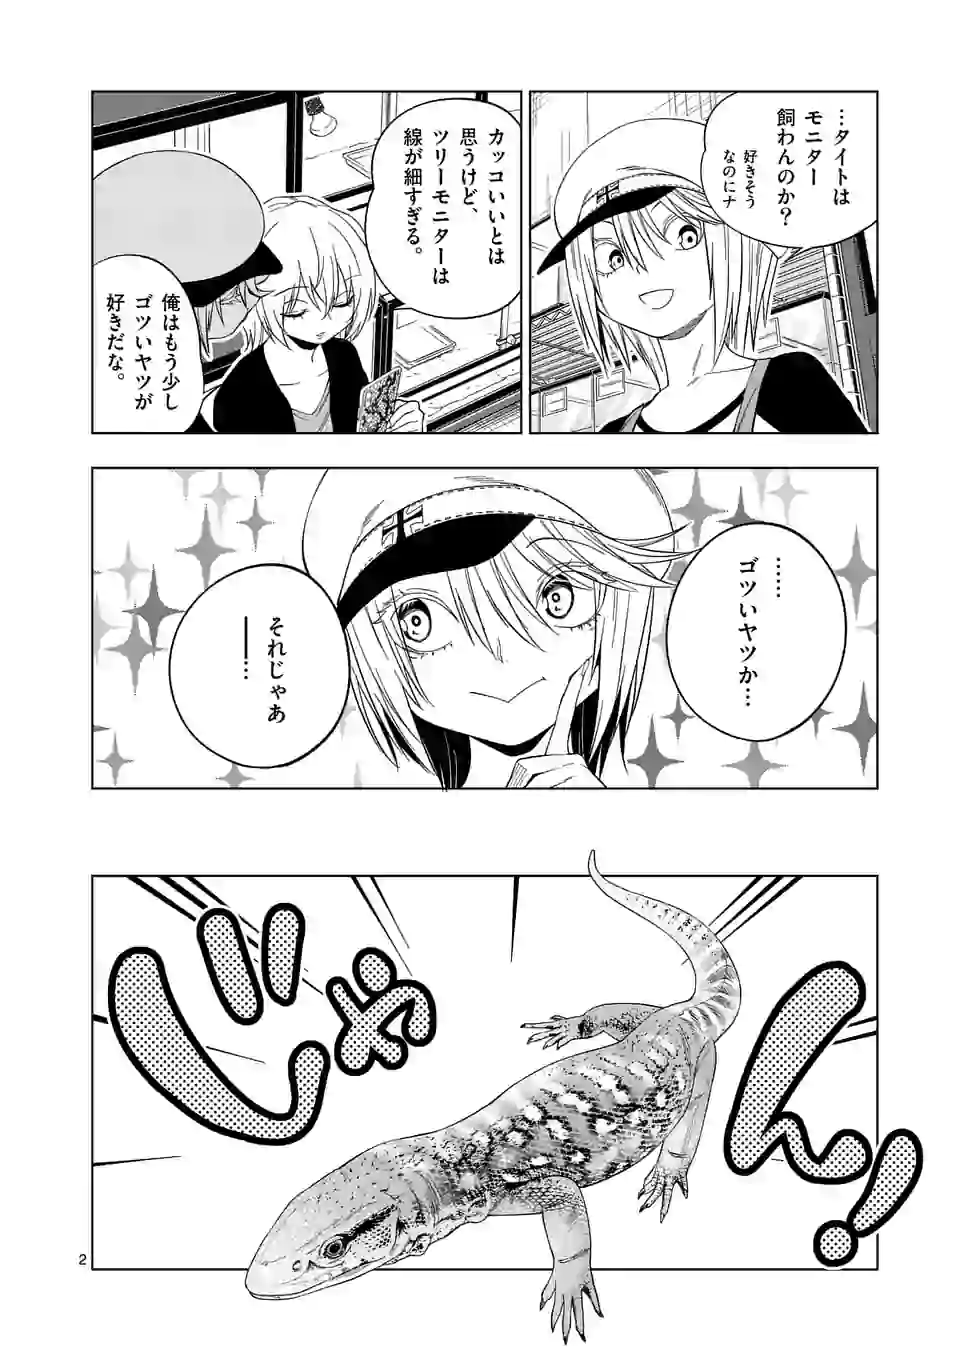 …タイトは
モニター
飼わんのか?
好きそう
なのにナ
カッコいいとは
思うけど、
ツリーモニターは
線が細すぎる。
俺はもう少し
ゴツいヤツが
好きだな。
……
ゴツいヤツか…
それじゃあ
――…
じゃん!
2